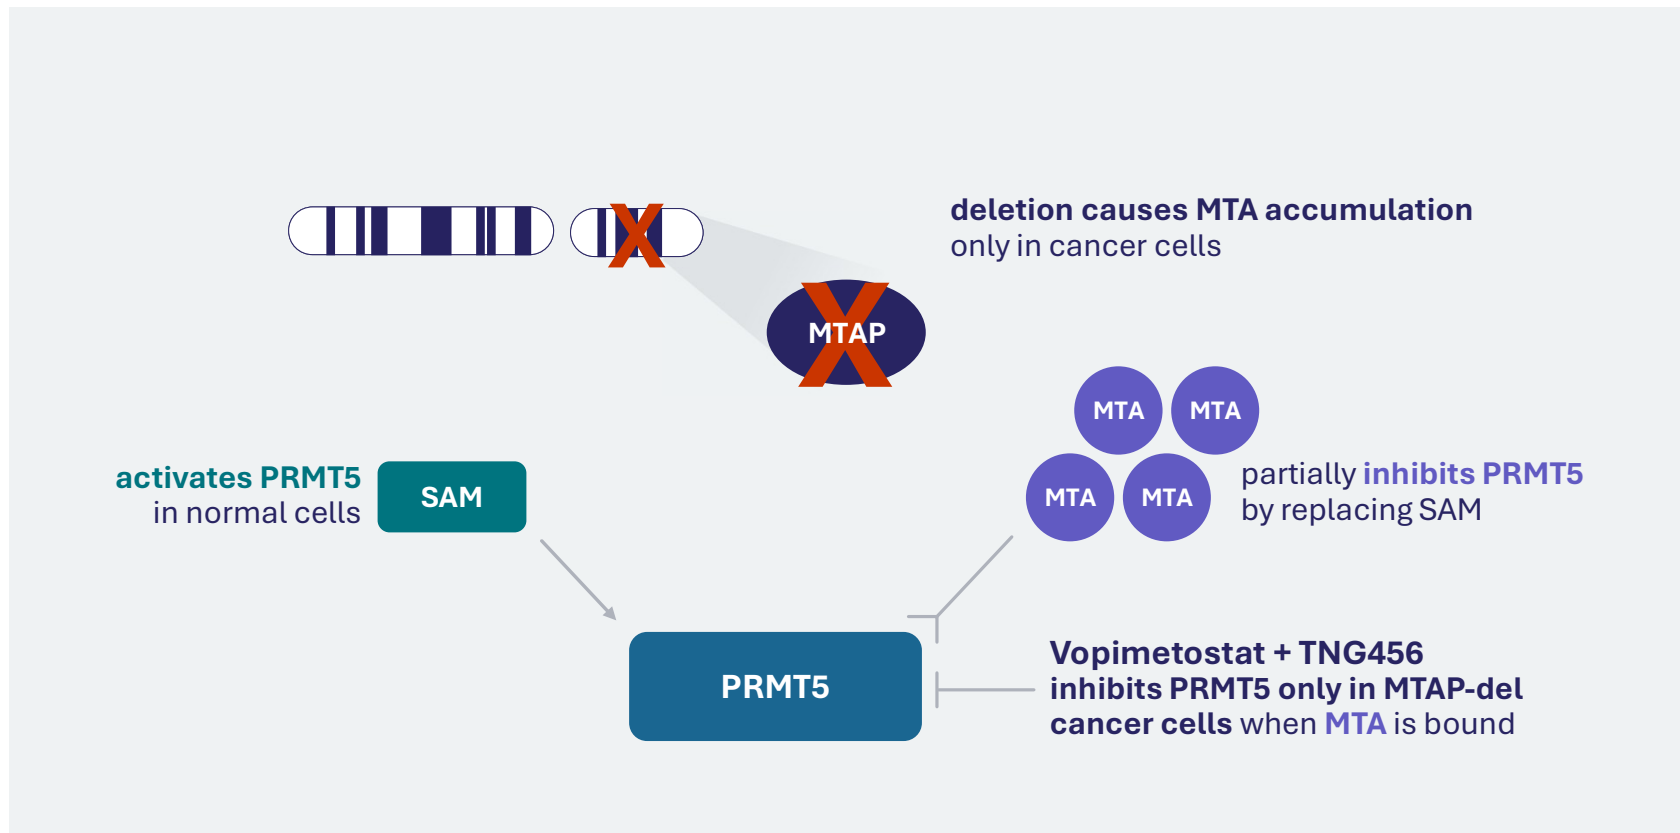 deletion causes MTA accumulation
only in cancer cells
MTAP
MTA
MTA
MTA
MTA
partially inhibits PRMT5
by replacing SAM
activates PRMT5
in normal cells
SAM
PRMT5
Vopimetostat + TNG456
inhibits PRMT5 only in MTAP-del
cancer cells when MTA is bound